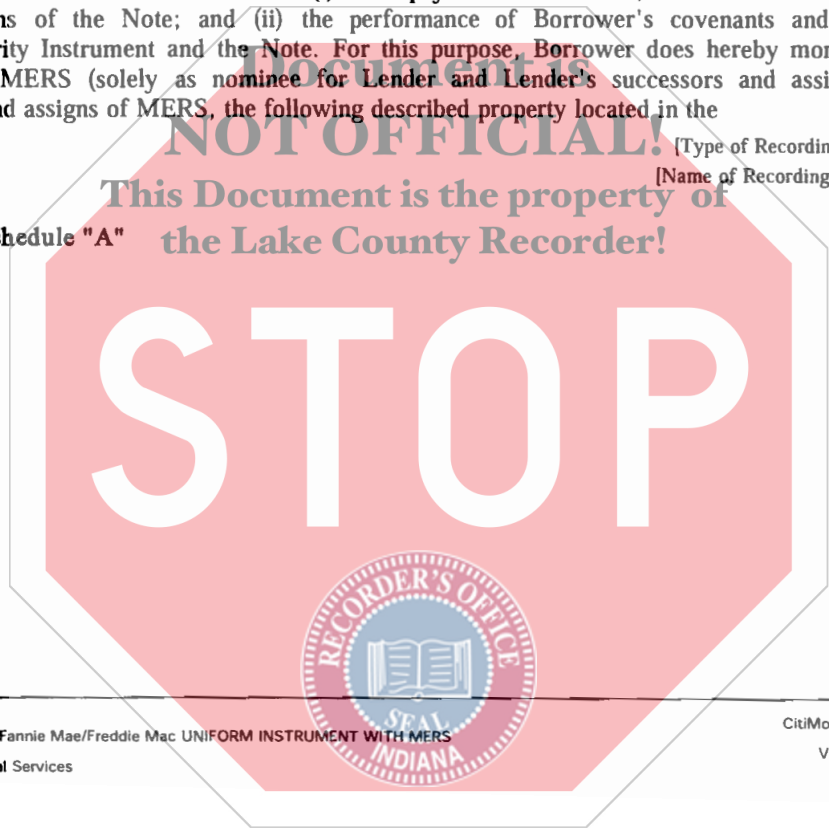 ns of the Note; and (ii) the performance of Borrower's covenants and
rity Instrument and the Note. For this purpose, Borrower does hereby mor
MERS (solely as nominee for Lender and Lender's successors and assi
nd assigns of MERS, the following described property located in the
[Type of Recordin
[Name of Recording
hedule "A"
Document is
NOT OFFICIAL!
This Document is the property of
the Lake County Recorder!
STOP
RECORDER'S OFFICE
SEAL
INDIANA
Fannie Mae/Freddie Mac UNIFORM INSTRUMENT WITH MERS
CitiMo
V
l Services